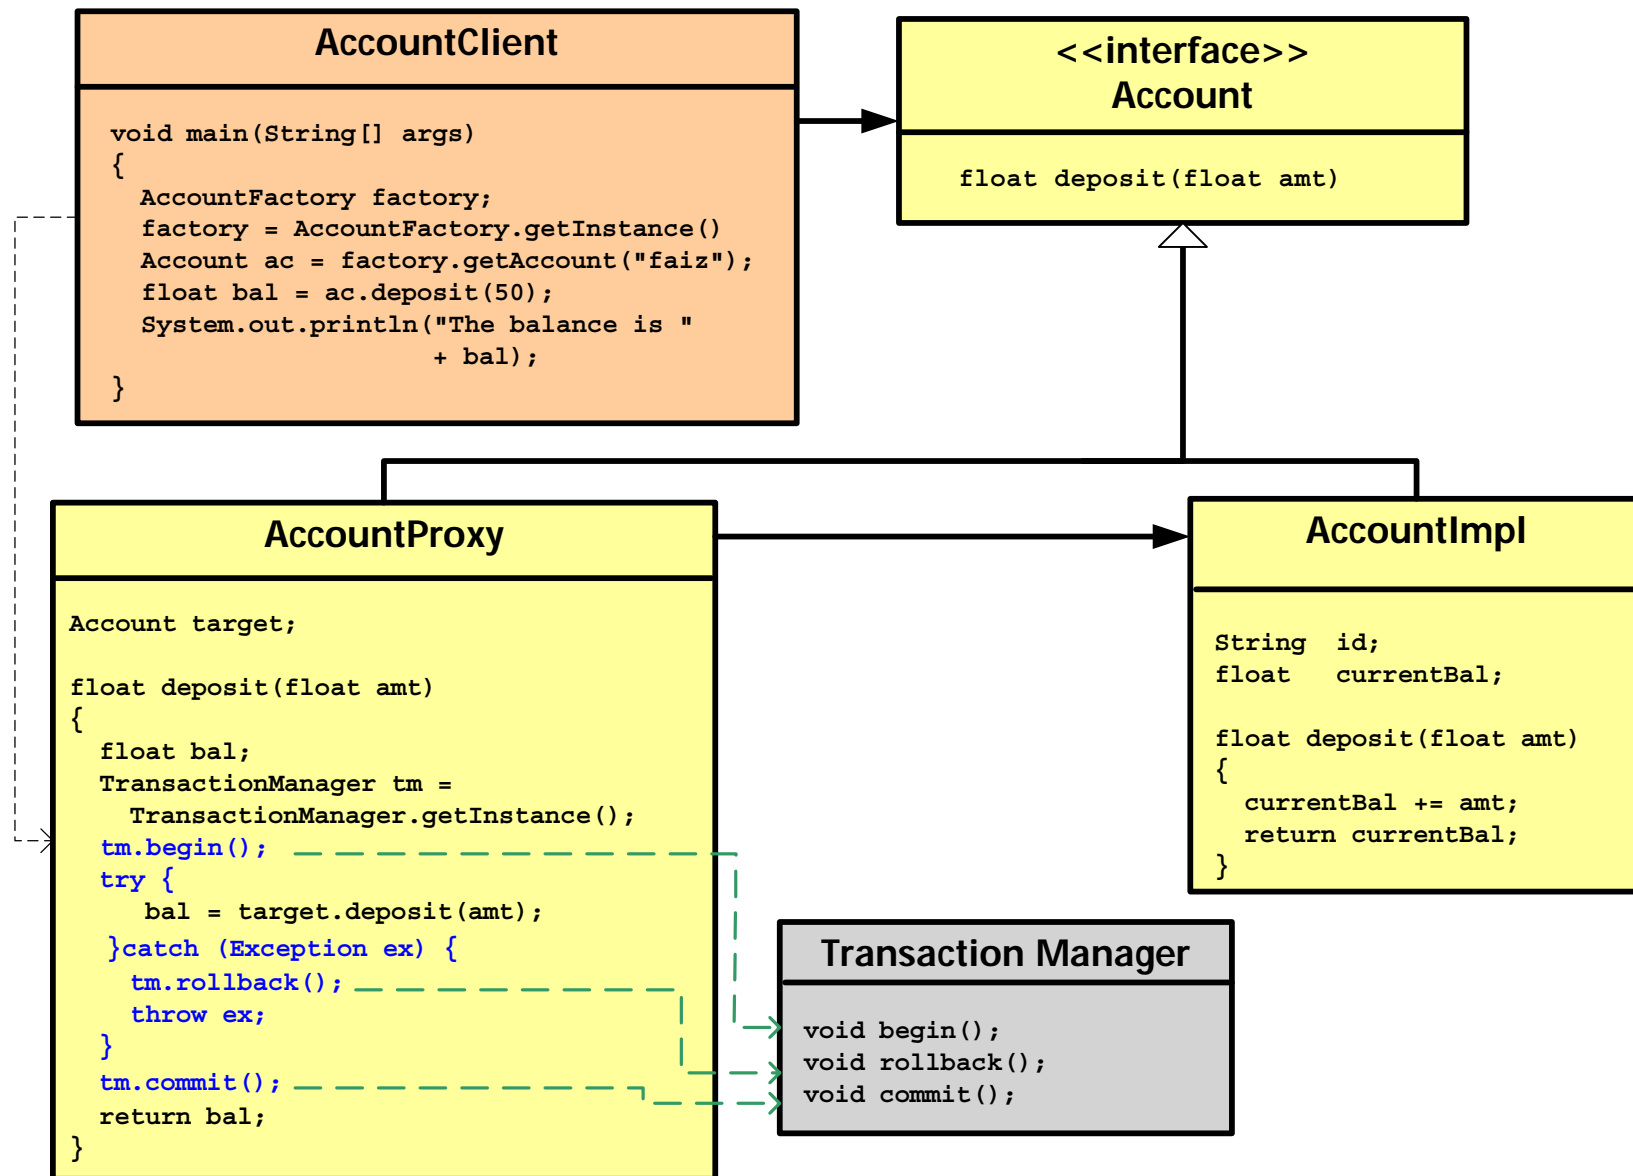 AccountClient
void main(String[] args)
{
AccountFactory factory;
factory = AccountFactory.getInstance()
Account ac = factory.getAccount("faiz");
float bal = ac.deposit(50);
System.out.println("The balance is "
+ bal);
}
<<interface>>
Account
float deposit(float amt)
AccountProxy
Account target;
float deposit(float amt)
{
float bal;
TransactionManager tm =
TransactionManager.getInstance();
tm.begin();
try {
bal = target.deposit(amt);
}catch (Exception ex) {
tm.rollback();
throw ex;
}
tm.commit();
return bal;
}
AccountImpl
String  id;
float   currentBal;
float deposit(float amt)
{
currentBal += amt;
return currentBal;
}
Transaction Manager
void begin();
void rollback();
void commit();